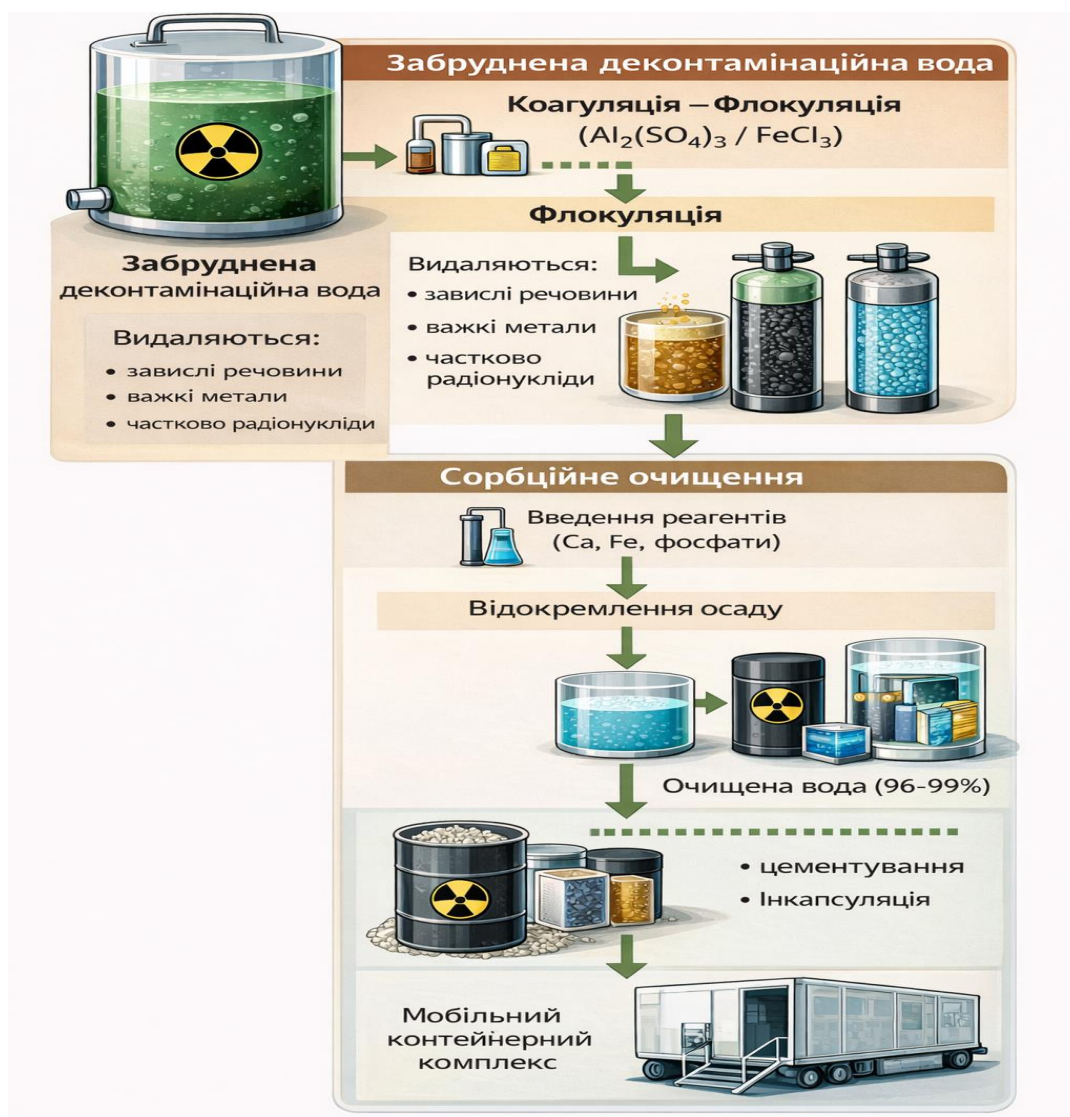 Забруднена деконтамінаційна вода
Коагуляція – Флокуляція
(Al₂(SO₄)₃ / FeCl₃)
Флокуляція
Забруднена
деконтамінаційна вода
Видаляються:
• завислі речовини
• важкі метали
• частково радіонукліди
Видаляються:
• завислі речовини
• важкі метали
• частково
радіонукліди
Сорбційне очищення
Введення реагентів
(Ca, Fe, фосфати)
Відокремлення осаду
Очищена вода (96-99%)
• цементування
• Інкапсуляція
Мобільний
контейнерний
комплекс